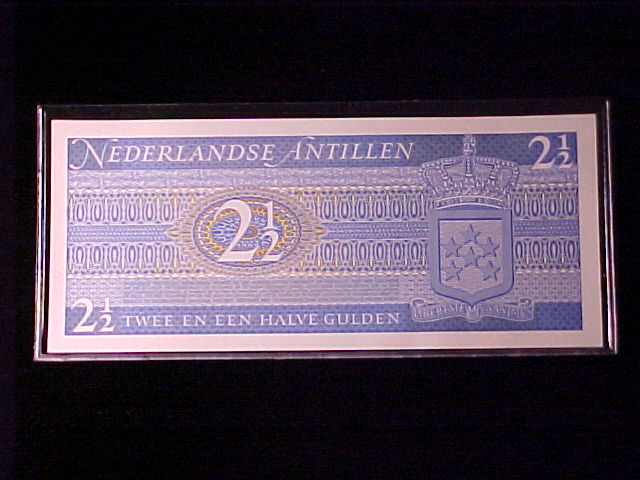 NEDERLANDSE ANTILLEN
2½
2½
2½ TWEE EN EEN HALVE GULDEN